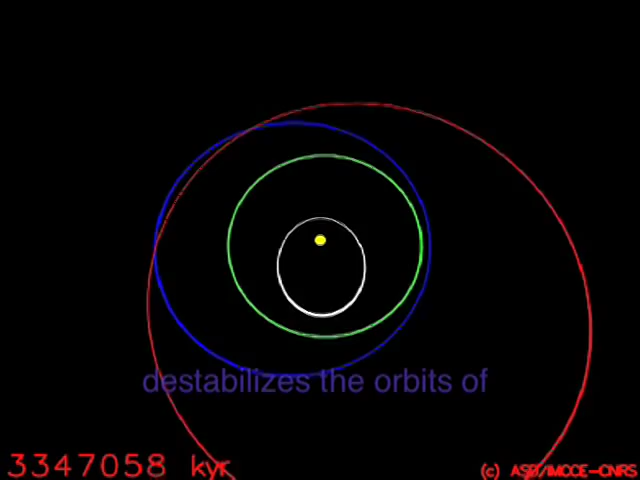 destabilizes the orbits of
3347058 kyr
(c) ASD/IMCCE-CNRS